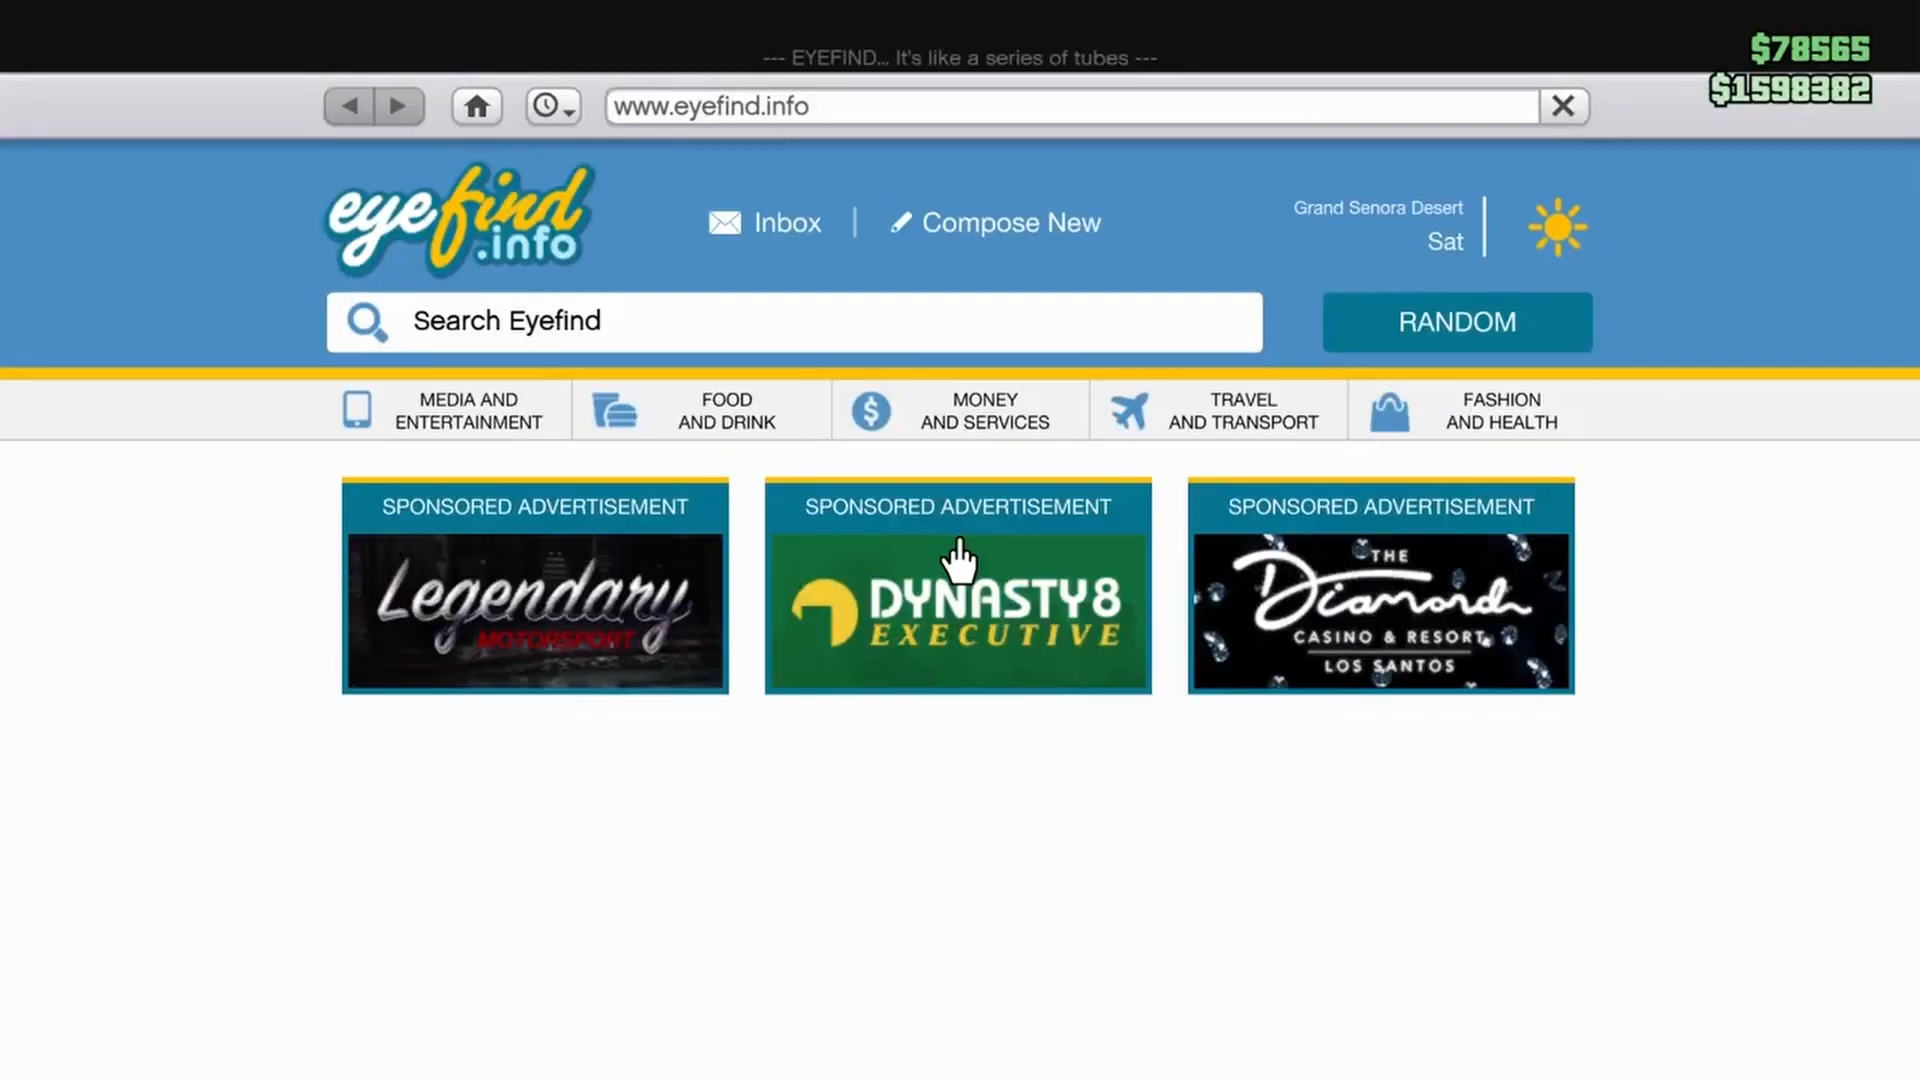 --- EYEFIND... It's like a series of tubes ---
$78565
$1598382
www.eyefind.info
eyefind
.info
Inbox
Compose New
Grand Senora Desert
Sat
Search Eyefind
RANDOM
MEDIA AND
ENTERTAINMENT
FOOD
AND DRINK
MONEY
AND SERVICES
TRAVEL
AND TRANSPORT
FASHION
AND HEALTH
SPONSORED ADVERTISEMENT
Legendary
MOTORSPORT
SPONSORED ADVERTISEMENT
DYNASTY8
EXECUTIVE
SPONSORED ADVERTISEMENT
THE
Diamond
CASINO & RESORT
LOS SANTOS